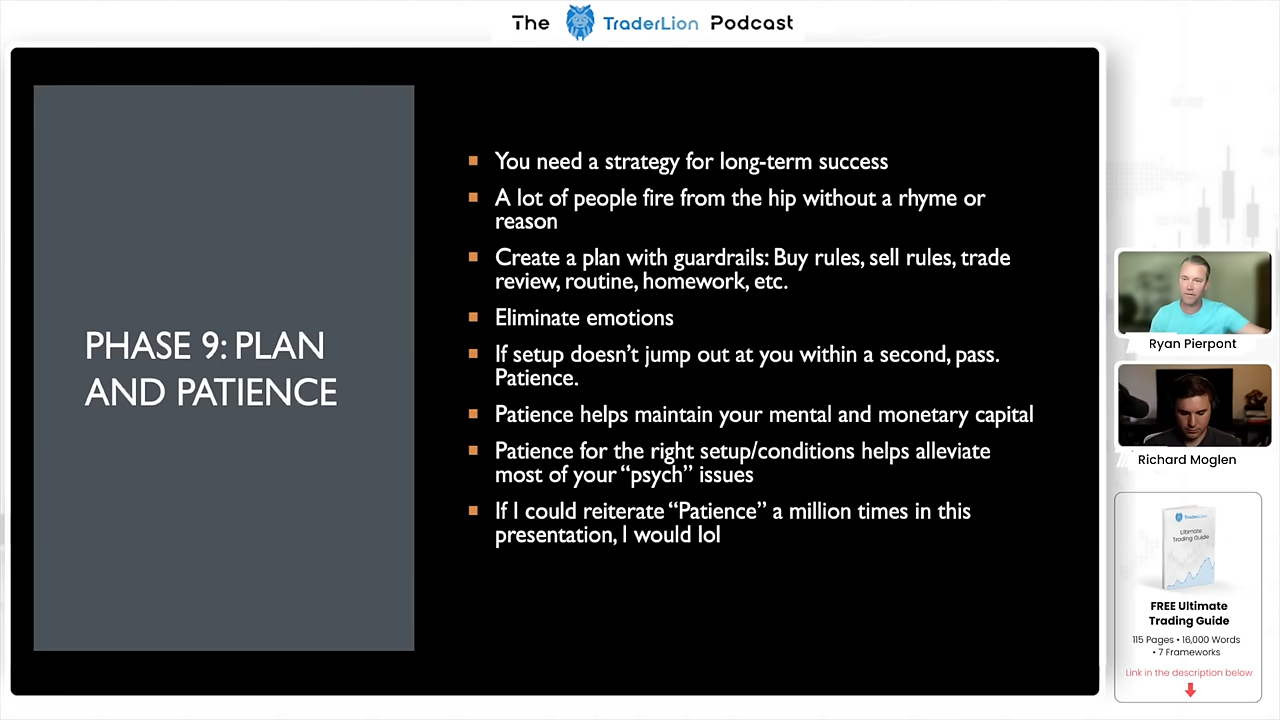 The TraderLion Podcast
PHASE 9: PLAN
AND PATIENCE
You need a strategy for long-term success
A lot of people fire from the hip without a rhyme or
reason
Create a plan with guardrails: Buy rules, sell rules, trade
review, routine, homework, etc.
Eliminate emotions
If setup doesn’t jump out at you within a second, pass.
Patience.
Patience helps maintain your mental and monetary capital
Patience for the right setup/conditions helps alleviate
most of your “psych” issues
If I could reiterate “Patience” a million times in this
presentation, I would lol
Ryan Pierpont
Richard Moglen
TraderLion
Ultimate
Trading Guide
FREE Ultimate
Trading Guide
115 Pages • 16,000 Words
• 7 Frameworks
Link in the description below